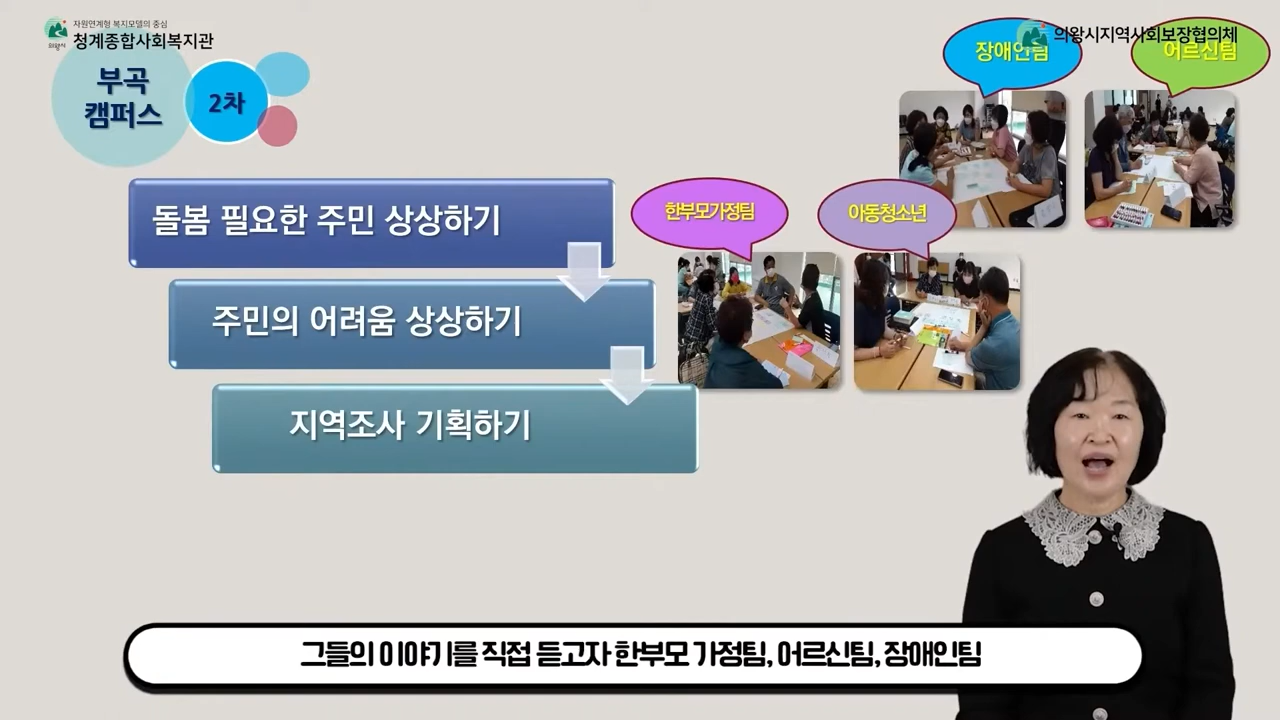 자원연계형 복지모델의 중심
청계종합사회복지관
의왕시
의왕시지역사회보장협의체
부곡
캠퍼스
2차
장애인팀
어르신팀
한부모가정팀
아동청소년
돌봄 필요한 주민 상상하기
주민의 어려움 상상하기
지역조사 기획하기
그들의 이야기를 직접 듣고자 한부모 가정팀, 어르신팀, 장애인팀